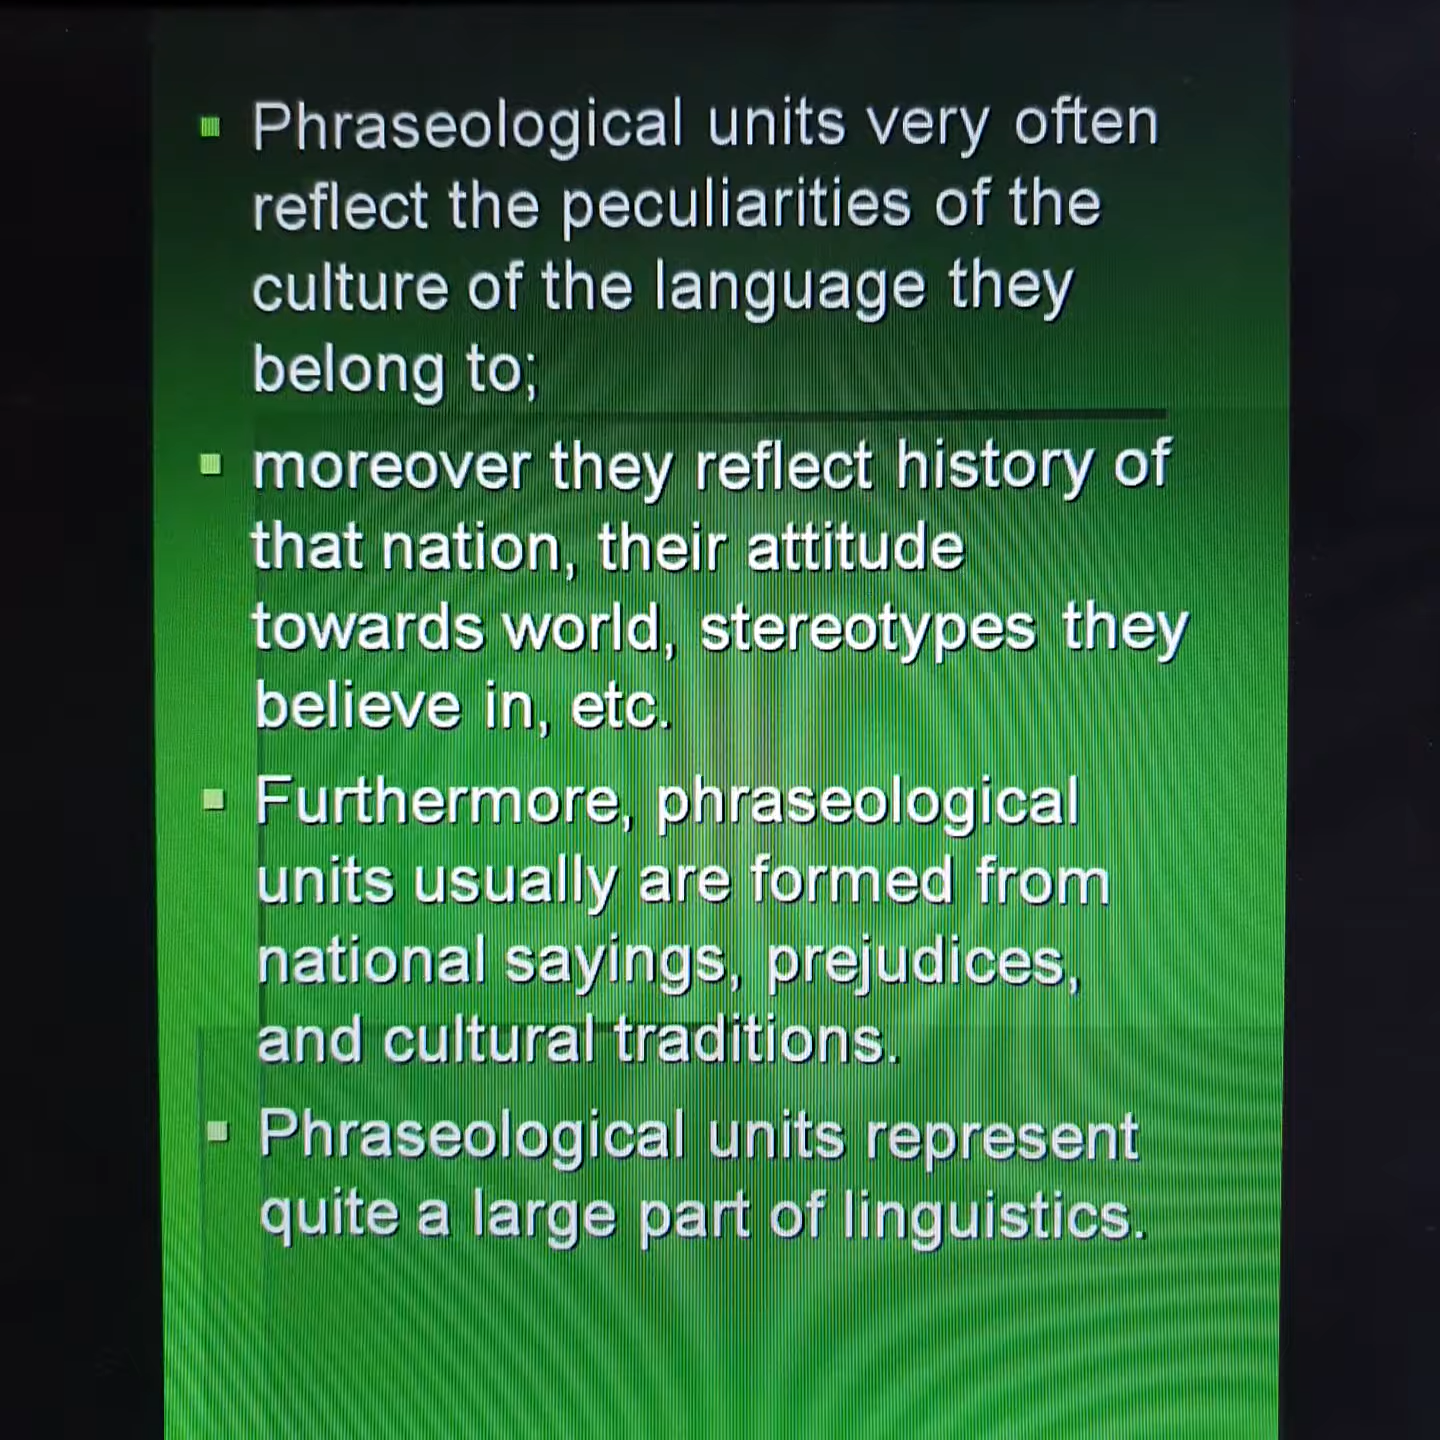 Phraseological units very often
reflect the peculiarities of the
culture of the language they
belong to;
moreover they reflect history of
that nation, their attitude
towards world, stereotypes they
believe in, etc.
Furthermore, phraseological
units usually are formed from
national sayings, prejudices,
and cultural traditions.
Phraseological units represent
quite a large part of linguistics.